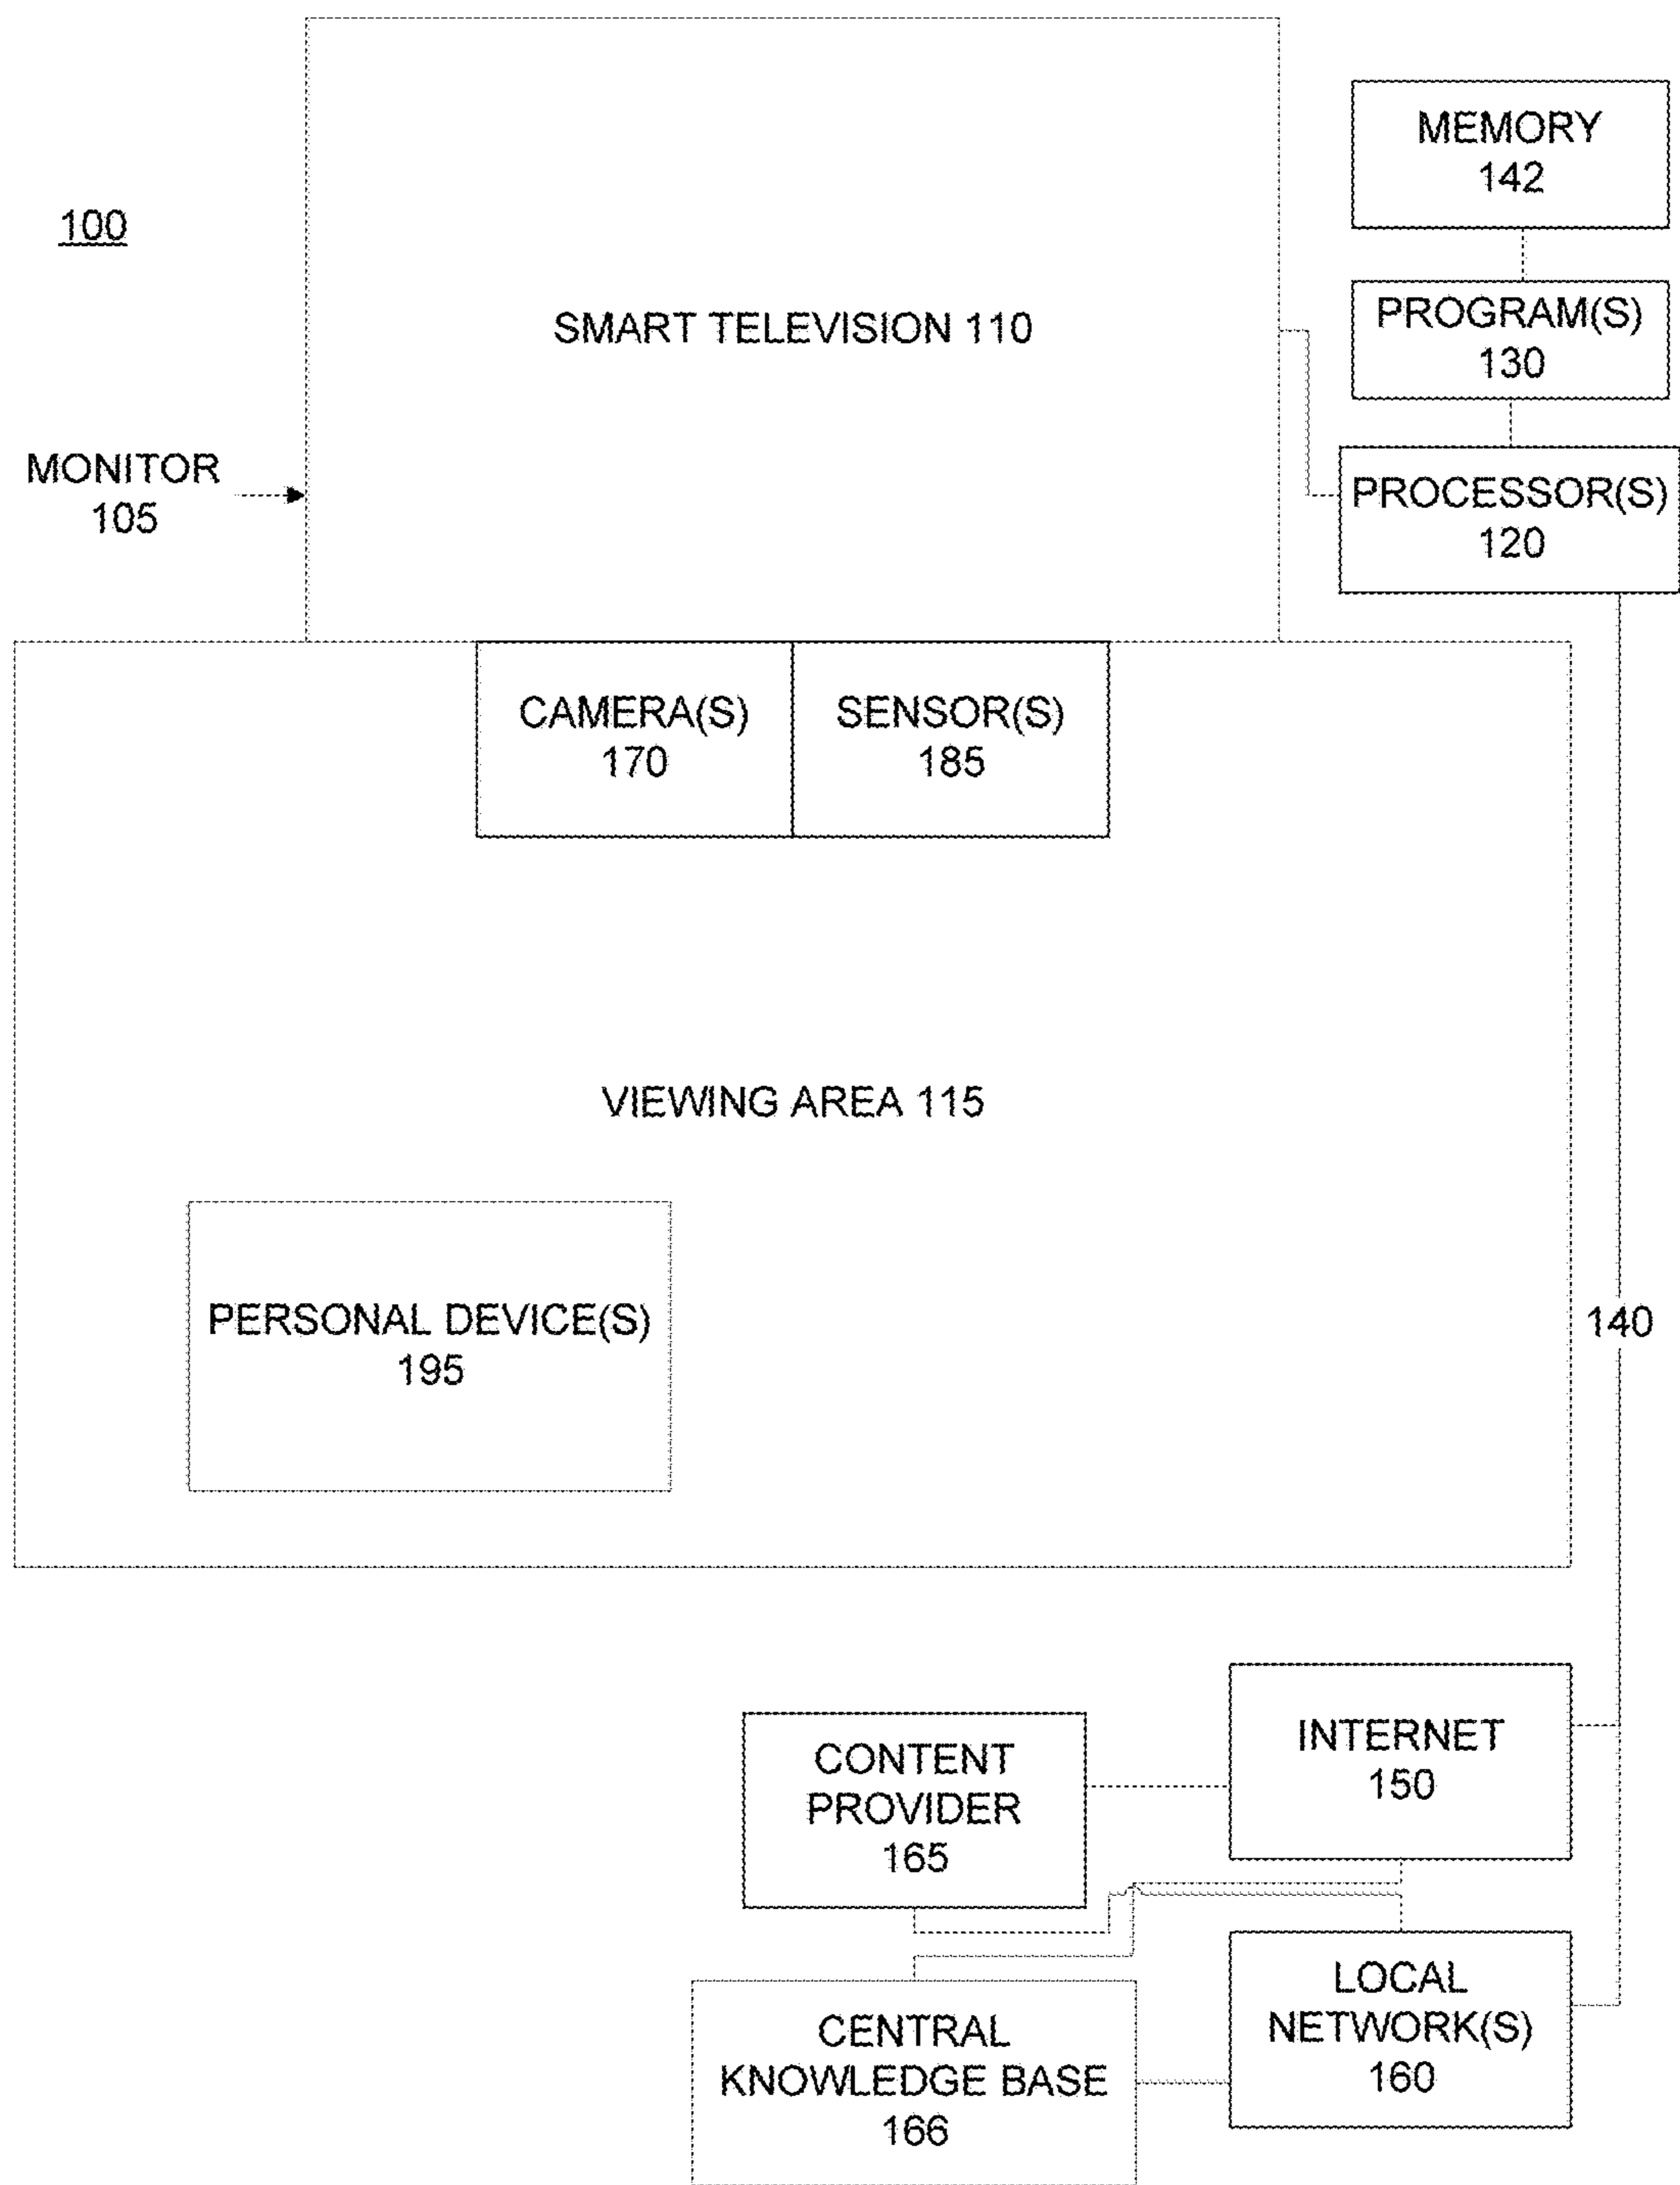 100
SMART TELEVISION 110
MEMORY
142
PROGRAM(S)
130
MONITOR
105
PROCESSOR(S)
120
CAMERA(S)
170
SENSOR(S)
185
VIEWING AREA 115
PERSONAL DEVICE(S)
195
140
INTERNET
150
CONTENT
PROVIDER
165
LOCAL
NETWORK(S)
160
CENTRAL
KNOWLEDGE BASE
166